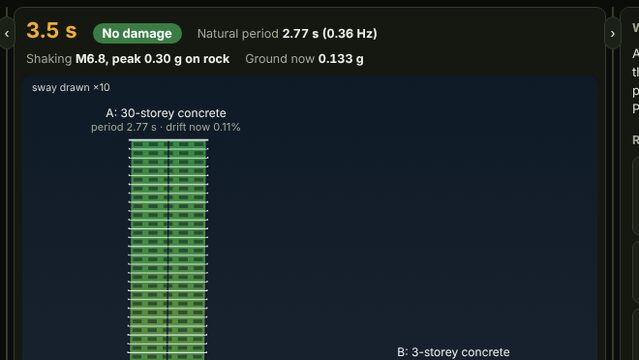 3.5 s No damage Natural period 2.77 s (0.36 Hz)
Shaking M6.8, peak 0.30 g on rock Ground now 0.133 g
sway drawn ×10
A: 30-storey concrete
period 2.77 s · drift now 0.11%
B: 3-storey concrete